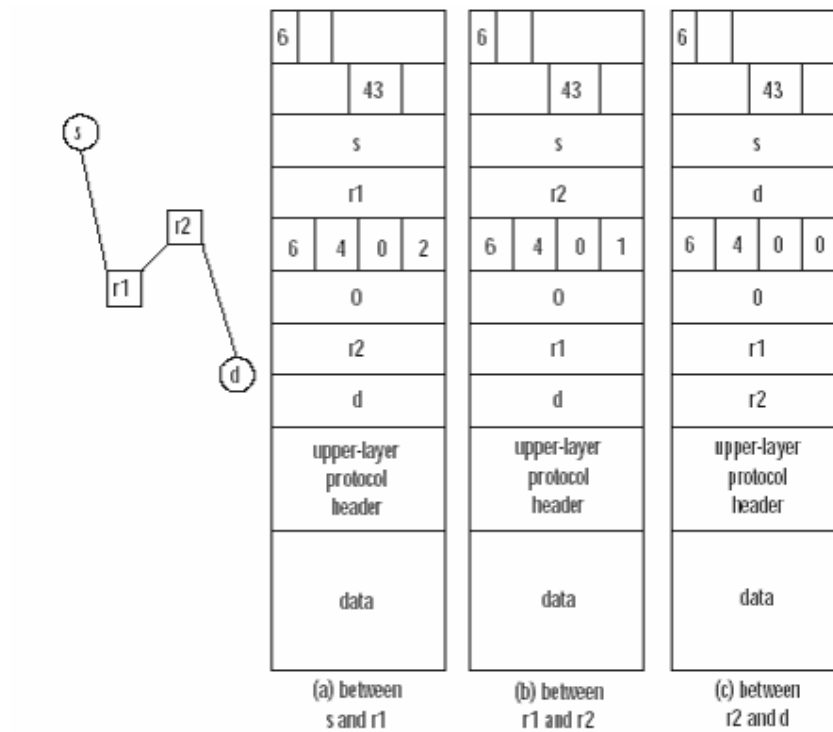 s
r2
r1
d
6
43
s
r1
6 4 0 2
0
r2
d
upper-layer
protocol
header
data
(a) between
s and r1
6
43
s
r2
6 4 0 1
0
r1
d
upper-layer
protocol
header
data
(b) between
r1 and r2
6
43
s
d
6 4 0 0
0
r1
r2
upper-layer
protocol
header
data
(c) between
r2 and d